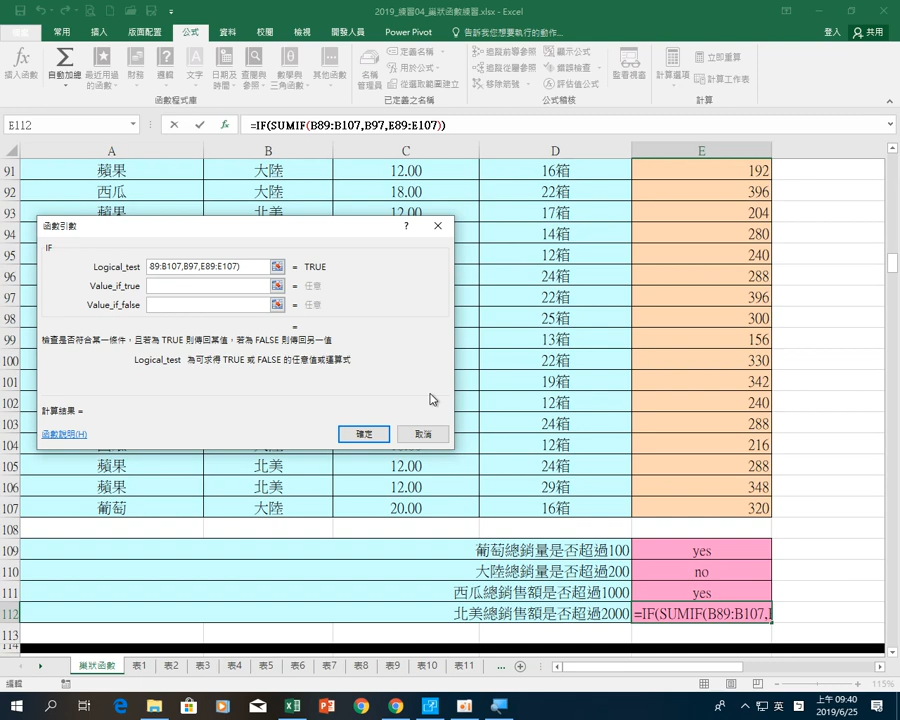 2019_練習04_巢狀函數練習.xlsx - Excel
常用 插入 版面配置 公式 資料 校閱 檢視 開發人員 Power Pivot 告訴我您想要執行的動作... 登入 共用
插入函數 自動加總 最近用過的函數 財務 邏輯 文字 日期及時間 查閱與參照 數學與三角函數 其他函數
函數程式庫
名稱管理員 定義名稱 用於公式 從選取範圍建立
已定義之名稱
追蹤前導參照 追蹤從屬參照 移除箭號 顯示公式 錯誤檢查 評估值公式 監看視窗
公式稽核
計算選項 立即重算 計算工作表
計算
E112 fx =IF(SUMIF(B89:B107,B97,E89:E107))
A B C D E
91 蘋果 大陸 12.00 16箱 192
92 西瓜 大陸 18.00 22箱 396
93 蘋果 北美 12.00 17箱 204
94 14箱 280
95 12箱 240
96 24箱 288
97 22箱 396
98 25箱 300
99 13箱 156
100 22箱 330
101 19箱 342
102 12箱 240
103 24箱 288
104 12箱 216
105 蘋果 北美 12.00 24箱 288
106 蘋果 北美 12.00 29箱 348
107 葡萄 大陸 20.00 16箱 320
108
109 葡萄總銷量是否超過100 yes
110 大陸總銷量是否超過200 no
111 西瓜總銷售額是否超過1000 yes
112 北美總銷售額是否超過2000 =IF(SUMIF(B89:B107,
113
114
函數引數 ?
IF
Logical_test 89:B107,B97,E89:E107) = TRUE
Value_if_true = 任意
Value_if_false = 任意
=
檢查是否符合某一條件，且若為 TRUE 則傳回某值，若為 FALSE 則傳回另一值
Logical_test 為可求得 TRUE 或 FALSE 的任意值或運算式
計算結果 =
函數說明(H) 確定 取消
巢狀函數 表1 表2 表3 表4 表5 表6 表7 表8 表9 表10 表11 ...
編輯 115%
英 上午 09:40
2019/6/25